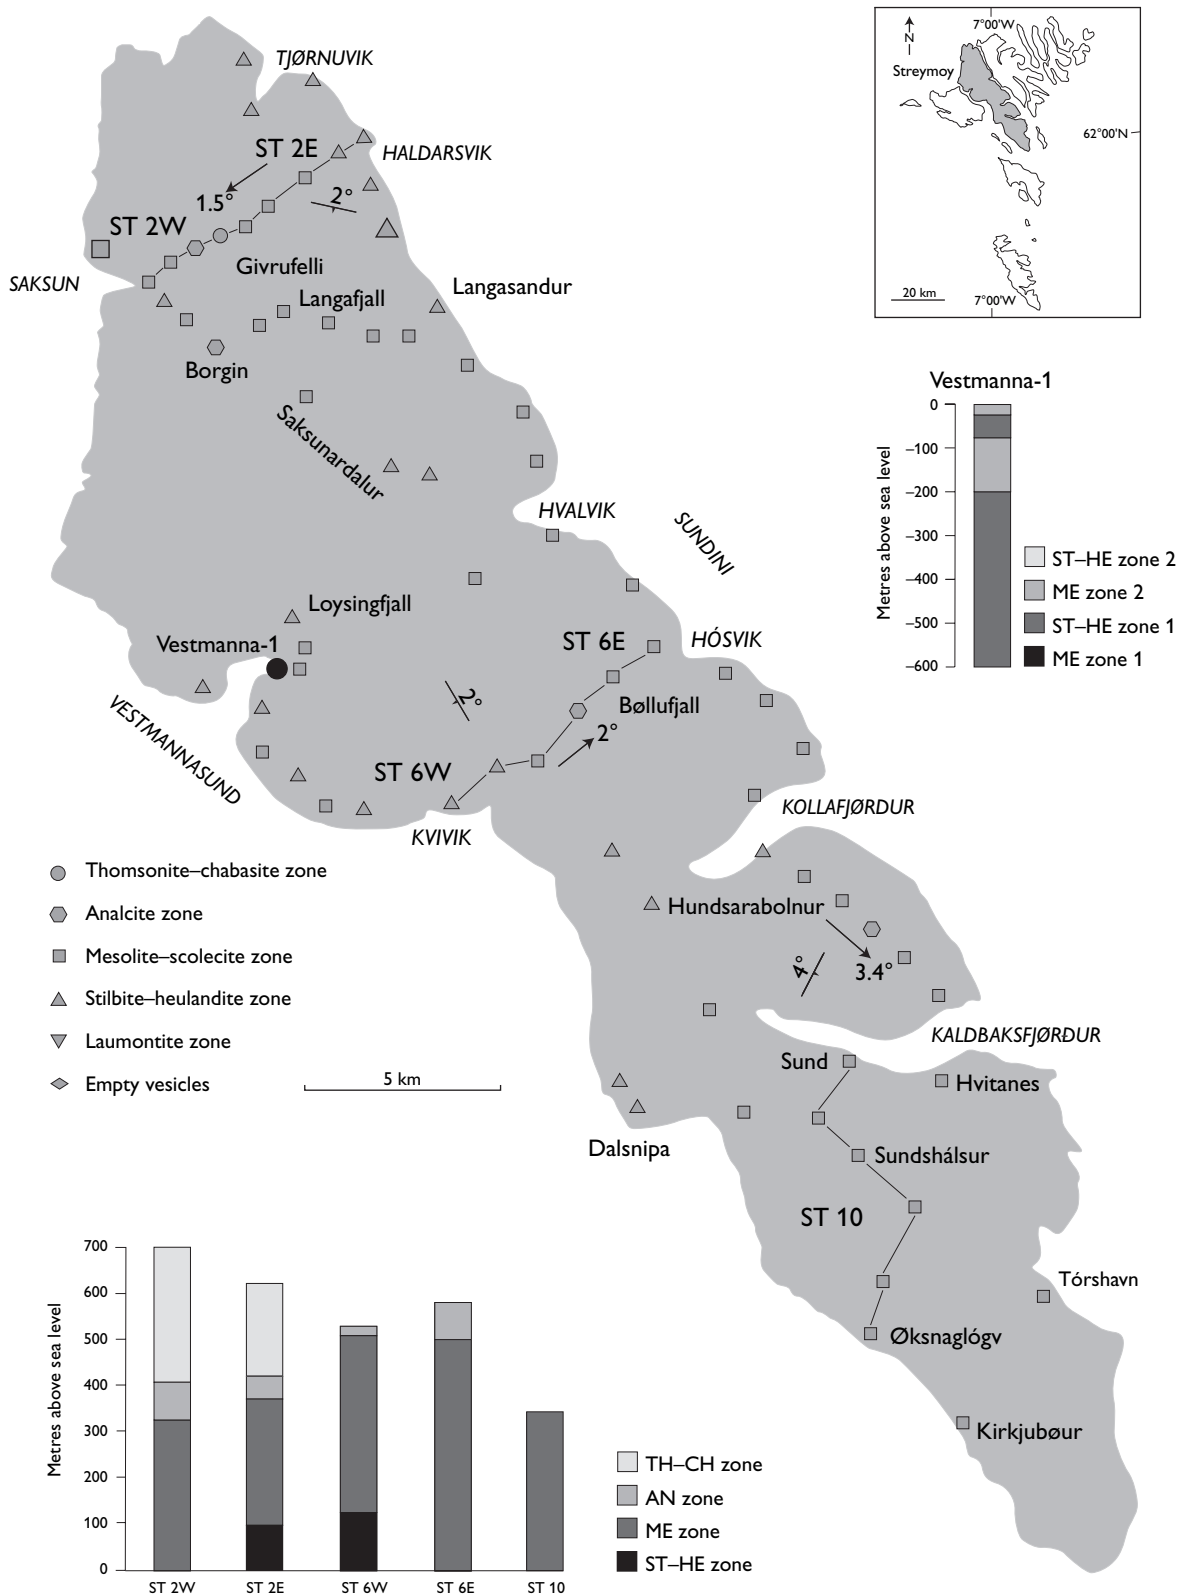 TJØRNUVIK
ST 2E
HALDARSVIK
1.5°
2°
ST 2W
SAKSUN
Givrufelli
Langafjall
Langasandur
Borgin
Saksunardalur
HVALVIK
SUNDINI
Loysingfjall
Vestmanna-1
ST 6E
HÓSVIK
Bøllufjall
2°
2°
VESTMANNASUND
ST 6W
KVIVIK
KOLLAFJØRDUR
Hundsarabolnur
4°
3.4°
KALDBAKSFJØRÐUR
Sund
Hvitanes
Dalsnipa
Sundshálsur
ST 10
Tórshavn
Øksnaglógv
Kirkjubøur
7°00'W
N
Streymoy
62°00'N
20 km
7°00'W
Vestmanna-1
Metres above sea level
0
–100
–200
–300
–400
–500
–600
ST–HE zone 2
ME zone 2
ST–HE zone 1
ME zone 1
Thomsonite–chabasite zone
Analcite zone
Mesolite–scolecite zone
Stilbite–heulandite zone
Laumontite zone
Empty vesicles
5 km
Metres above sea level
700
600
500
400
300
200
100
0
ST 2W
ST 2E
ST 6W
ST 6E
ST 10
TH–CH zone
AN zone
ME zone
ST–HE zone